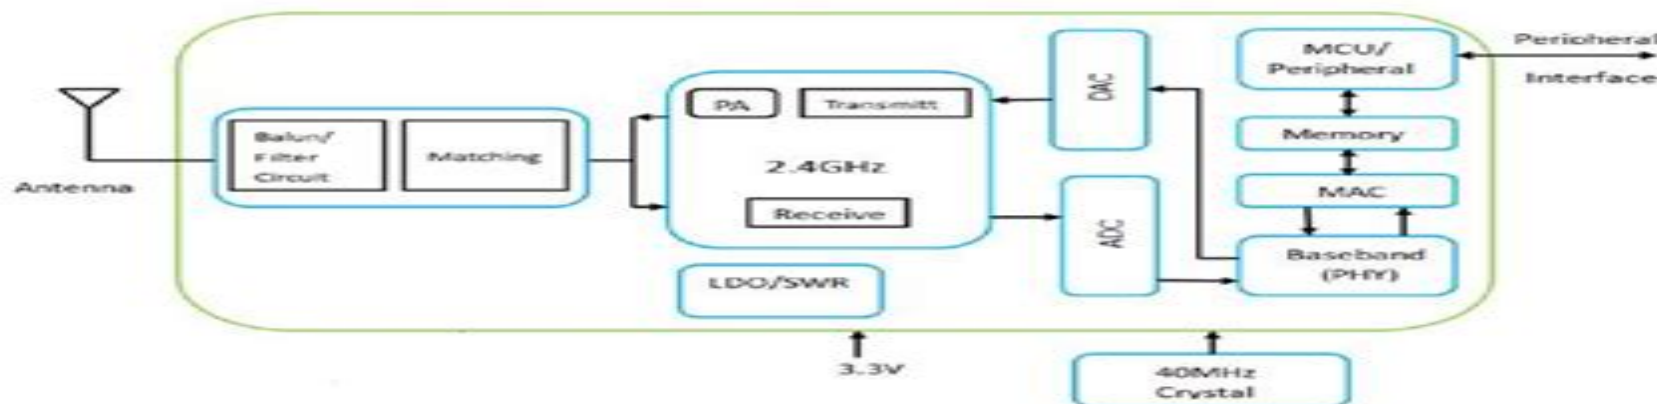 Antenna
Balun/
Filter
Circuit
Matching
PA
Transmitt
2.4GHz
Receive
LDO/SWR
3.3V
DAC
ADC
MCU/
Peripheral
Memory
MAC
Baseband
(PHY)
40MHz
Crystal
Peripheral
Interface